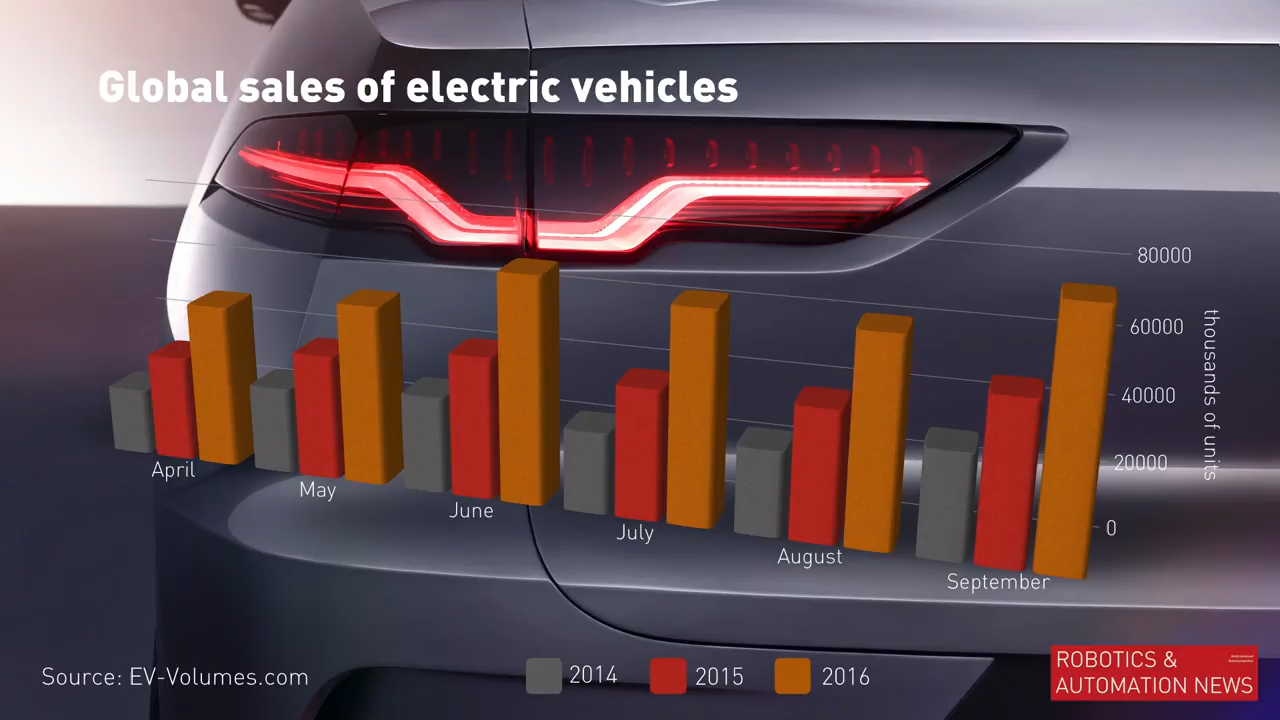 Global sales of electric vehicles
80000
60000
40000
20000
0
thousands of units
April
May
June
July
August
September
Source: EV-Volumes.com
2014
2015
2016
ROBOTICS &
AUTOMATION NEWS